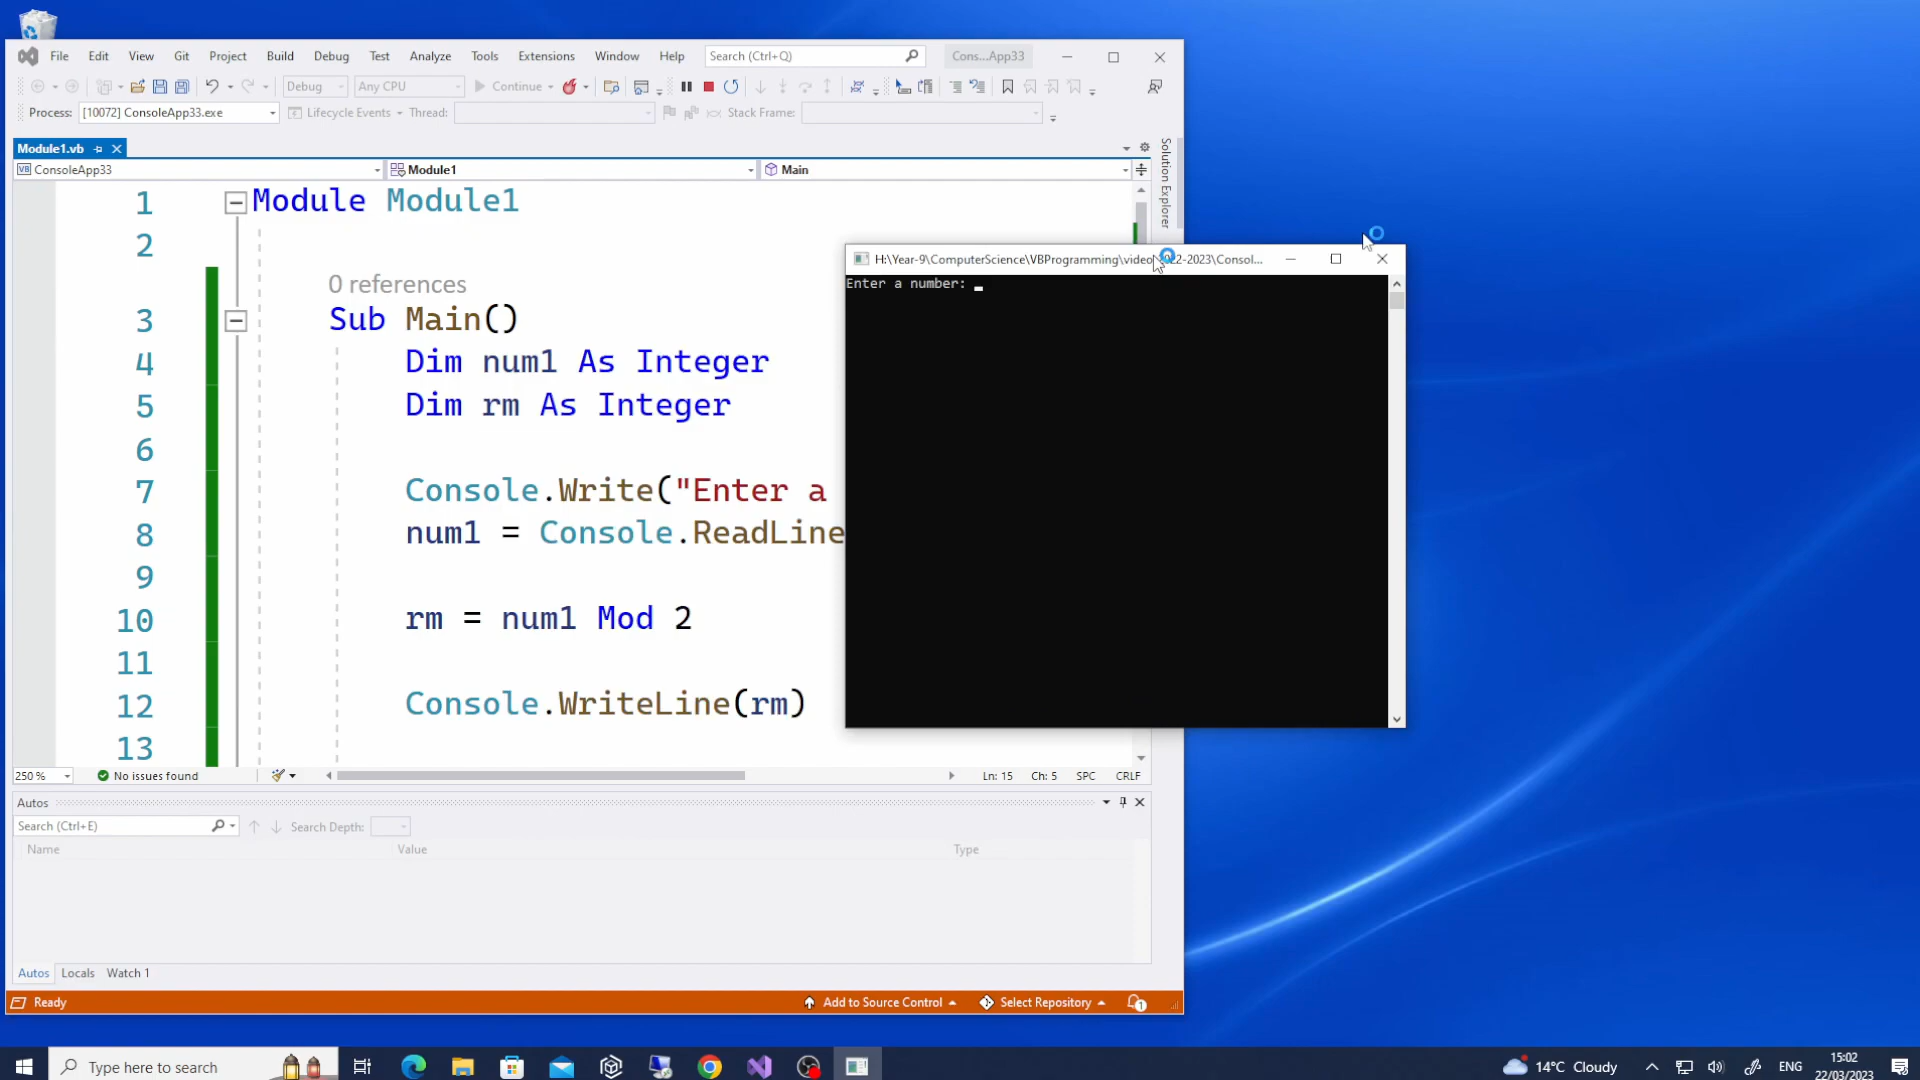 File Edit View Git Project Build Debug Test Analyze Tools Extensions Window Help Search (Ctrl+Q) Cons...App33
Debug Any CPU Continue
Process: [10072] ConsoleApp33.exe Lifecycle Events Thread: Stack Frame:
Module1.vb
VB ConsoleApp33 Module1 Main
Solution Explorer
1 Module Module1
2
0 references
3 Sub Main()
4 Dim num1 As Integer
5 Dim rm As Integer
6
7 Console.Write("Enter a
8 num1 = Console.ReadLine
9
10 rm = num1 Mod 2
11
12 Console.WriteLine(rm)
13
H:\Year-9\ComputerScience\VBProgramming\video 2-2023\Consol...
Enter a number:
250 % No issues found Ln: 15 Ch: 5 SPC CRLF
Autos
Search (Ctrl+E) Search Depth:
Name Value Type
Autos Locals Watch 1
Ready Add to Source Control Select Repository 1
Type here to search 14°C Cloudy ENG 15:02
22/03/2023